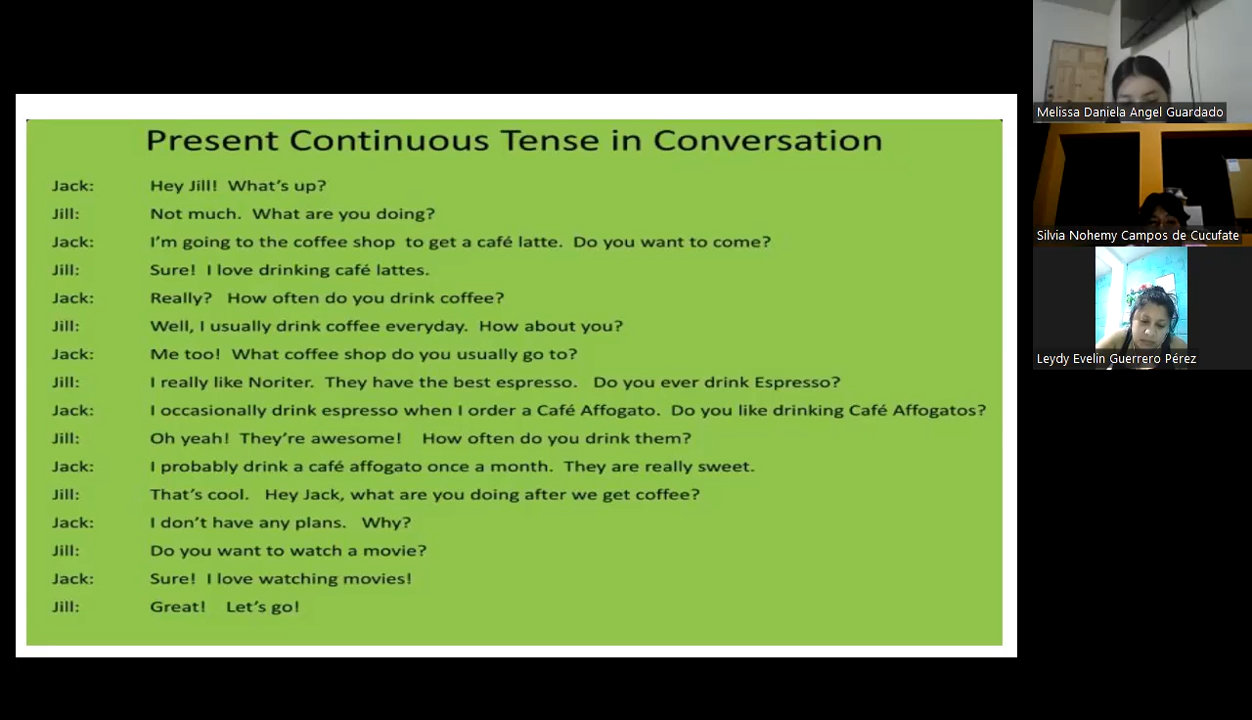 Present Continuous Tense in Conversation
Jack: Hey Jill! What's up?
Jill: Not much. What are you doing?
Jack: I'm going to the coffee shop to get a café latte. Do you want to come?
Jill: Sure! I love drinking café lattes.
Jack: Really? How often do you drink coffee?
Jill: Well, I usually drink coffee everyday. How about you?
Jack: Me too! What coffee shop do you usually go to?
Jill: I really like Noriter. They have the best espresso. Do you ever drink Espresso?
Jack: I occasionally drink espresso when I order a Café Affogato. Do you like drinking Café Affogatos?
Jill: Oh yeah! They're awesome! How often do you drink them?
Jack: I probably drink a café affogato once a month. They are really sweet.
Jill: That's cool. Hey Jack, what are you doing after we get coffee?
Jack: I don't have any plans. Why?
Jill: Do you want to watch a movie?
Jack: Sure! I love watching movies!
Jill: Great! Let's go!
Melissa Daniela Angel Guardado
Silvia Nohemy Campos de Cucufate
Leydy Evelin Guerrero Pérez